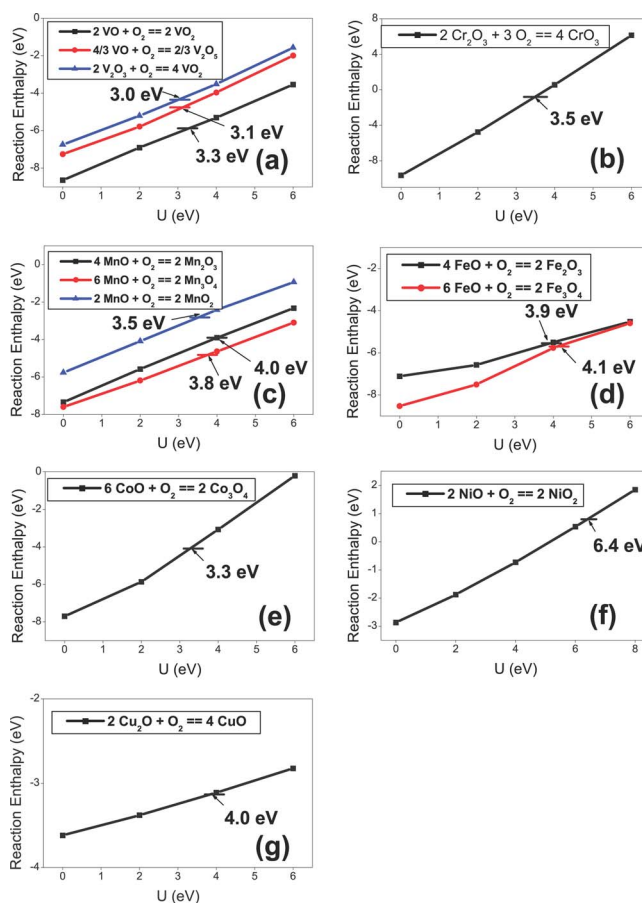 2 VO + O₂ == 2 VO₂
4/3 VO + O₂ == 2/3 V₂O₅
2 V₂O₃ + O₂ == 4 VO₂
Reaction Enthalpy (eV)
0
-2
-4
-6
-8
3.0 eV
3.1 eV
3.3 eV
(a)
0 1 2 3 4 5 6
U (eV)
2 Cr₂O₃ + 3 O₂ == 4 CrO₃
Reaction Enthalpy (eV)
8
4
0
-4
-8
3.5 eV
(b)
0 1 2 3 4 5 6
U (eV)
4 MnO + O₂ == 2 Mn₂O₃
6 MnO + O₂ == 2 Mn₃O₄
2 MnO + O₂ == 2 MnO₂
Reaction Enthalpy (eV)
0
-2
-4
-6
-8
3.5 eV
4.0 eV
3.8 eV
(c)
0 1 2 3 4 5 6
U (eV)
4 FeO + O₂ == 2 Fe₂O₃
6 FeO + O₂ == 2 Fe₃O₄
Reaction Enthalpy (eV)
-2
-4
-6
-8
3.9 eV
4.1 eV
(d)
0 1 2 3 4 5 6
U (eV)
6 CoO + O₂ == 2 Co₃O₄
Reaction Enthalpy (eV)
0
-2
-4
-6
-8
3.3 eV
(e)
0 1 2 3 4 5 6
U (eV)
2 NiO + O₂ == 2 NiO₂
Reaction Enthalpy (eV)
2
1
0
-1
-2
-3
6.4 eV
(f)
0 2 4 6 8
U (eV)
2 Cu₂O + O₂ == 4 CuO
Reaction Enthalpy (eV)
-2
-3
-4
4.0 eV
(g)
0 1 2 3 4 5 6
U (eV)